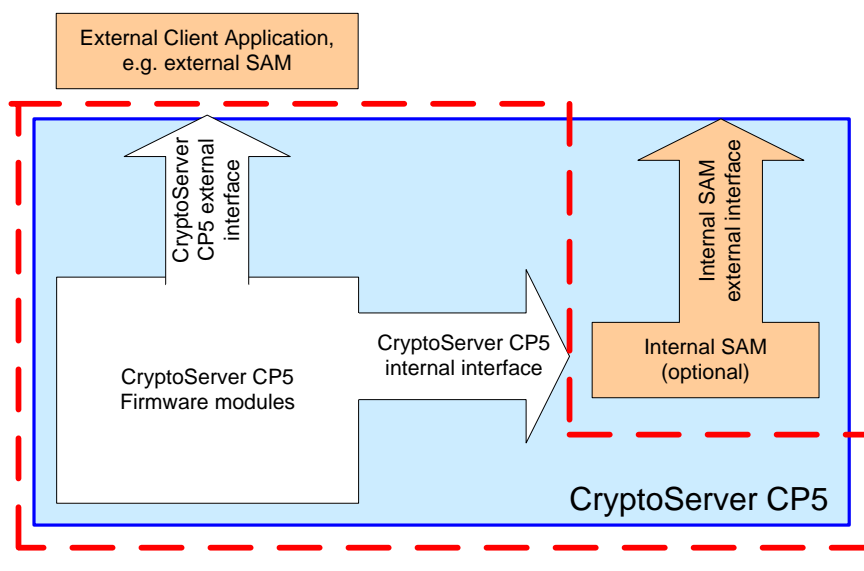 External Client Application,
e.g. external SAM
CryptoServer
CP5 external
interface
Internal SAM
external interface
CryptoServer CP5
internal interface
Internal SAM
(optional)
CryptoServer CP5
Firmware modules
CryptoServer CP5